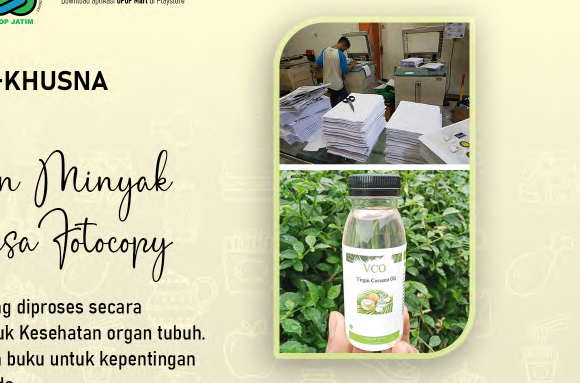 Download aplikasi OPOP Mart di Playstore
OP JATIM
-KHUSNA
n Minyak
sa Fotocopy
ng diproses secara
uk Kesehatan organ tubuh.
buku untuk kepentingan
VCO
Virgin Coconut Oil